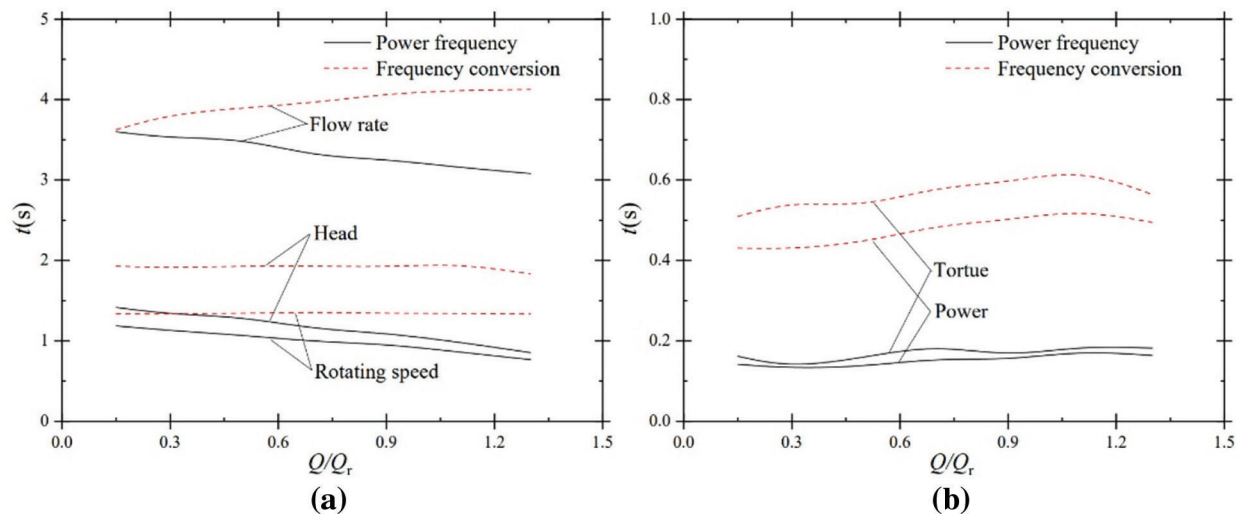 5
4
3
2
1
0
t(s)
Power frequency
Frequency conversion
Flow rate
Head
Rotating speed
0.0 0.3 0.6 0.9 1.2 1.5
Q/Qr
(a)
1.0
0.8
0.6
0.4
0.2
0.0
t(s)
Power frequency
Frequency conversion
Tortue
Power
0.0 0.3 0.6 0.9 1.2 1.5
Q/Qr
(b)